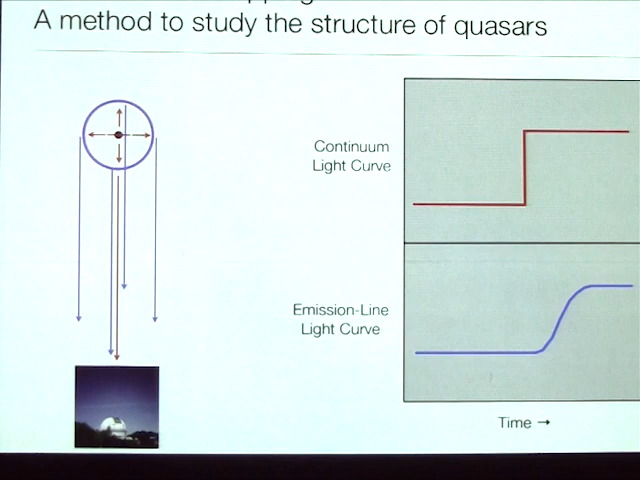 A method to study the structure of quasars
Continuum
Light Curve
Emission-Line
Light Curve
Time →